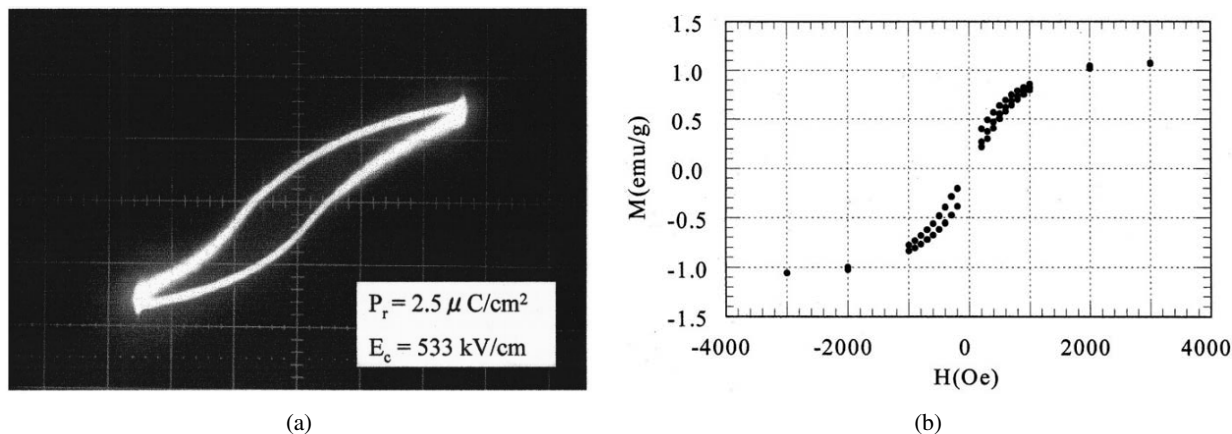 P_r = 2.5 μ C/cm²
E_c = 533 kV/cm
(a)
1.5
1.0
0.5
0.0
-0.5
-1.0
-1.5
M(emu/g)
-4000 -2000 0 2000 4000
H(Oe)
(b)